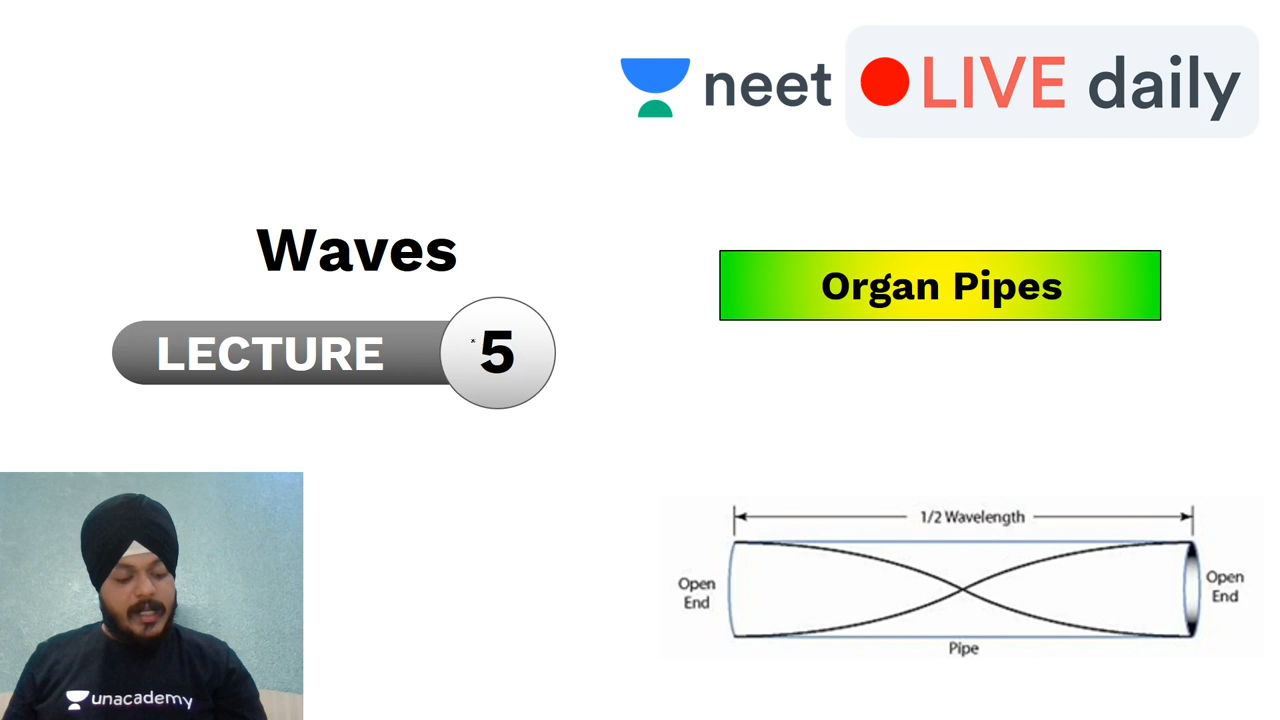 neet LIVE daily
Waves
LECTURE 5
Organ Pipes
1/2 Wavelength
Open
End
Open
End
Pipe
unacademy